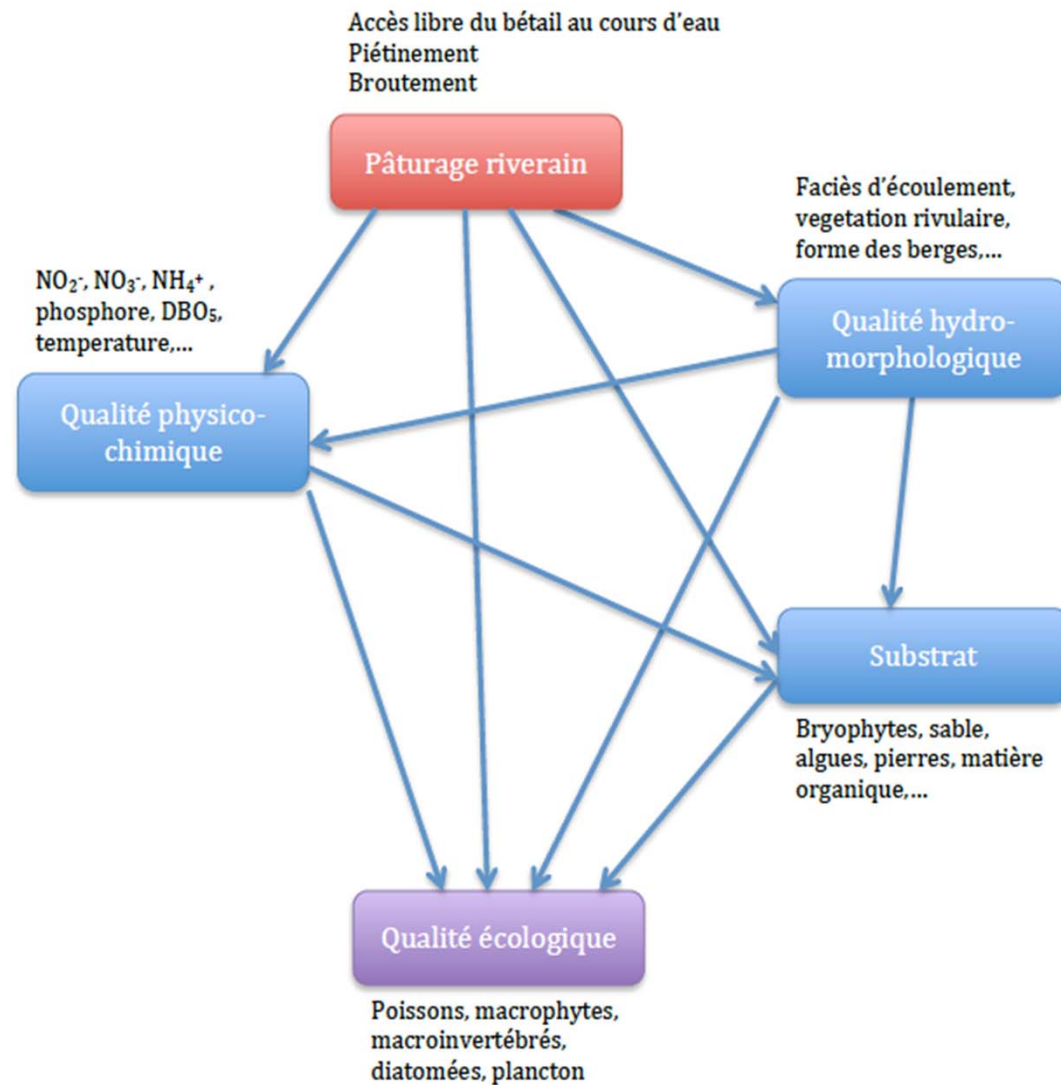 Accès libre du bétail au cours d'eau
Piétinement
Broutement
Pâturage riverain
Faciès d'écoulement,
vegetation rivulaire,
forme des berges,...
NO₂⁻, NO₃⁻, NH₄⁺ ,
phosphore, DBO₅,
temperature,...
Qualité hydro-
morphologique
Qualité physico-
chimique
Substrat
Bryophytes, sable,
algues, pierres, matière
organique,...
Qualité écologique
Poissons, macrophytes,
macroinvertébrés,
diatomées, plancton